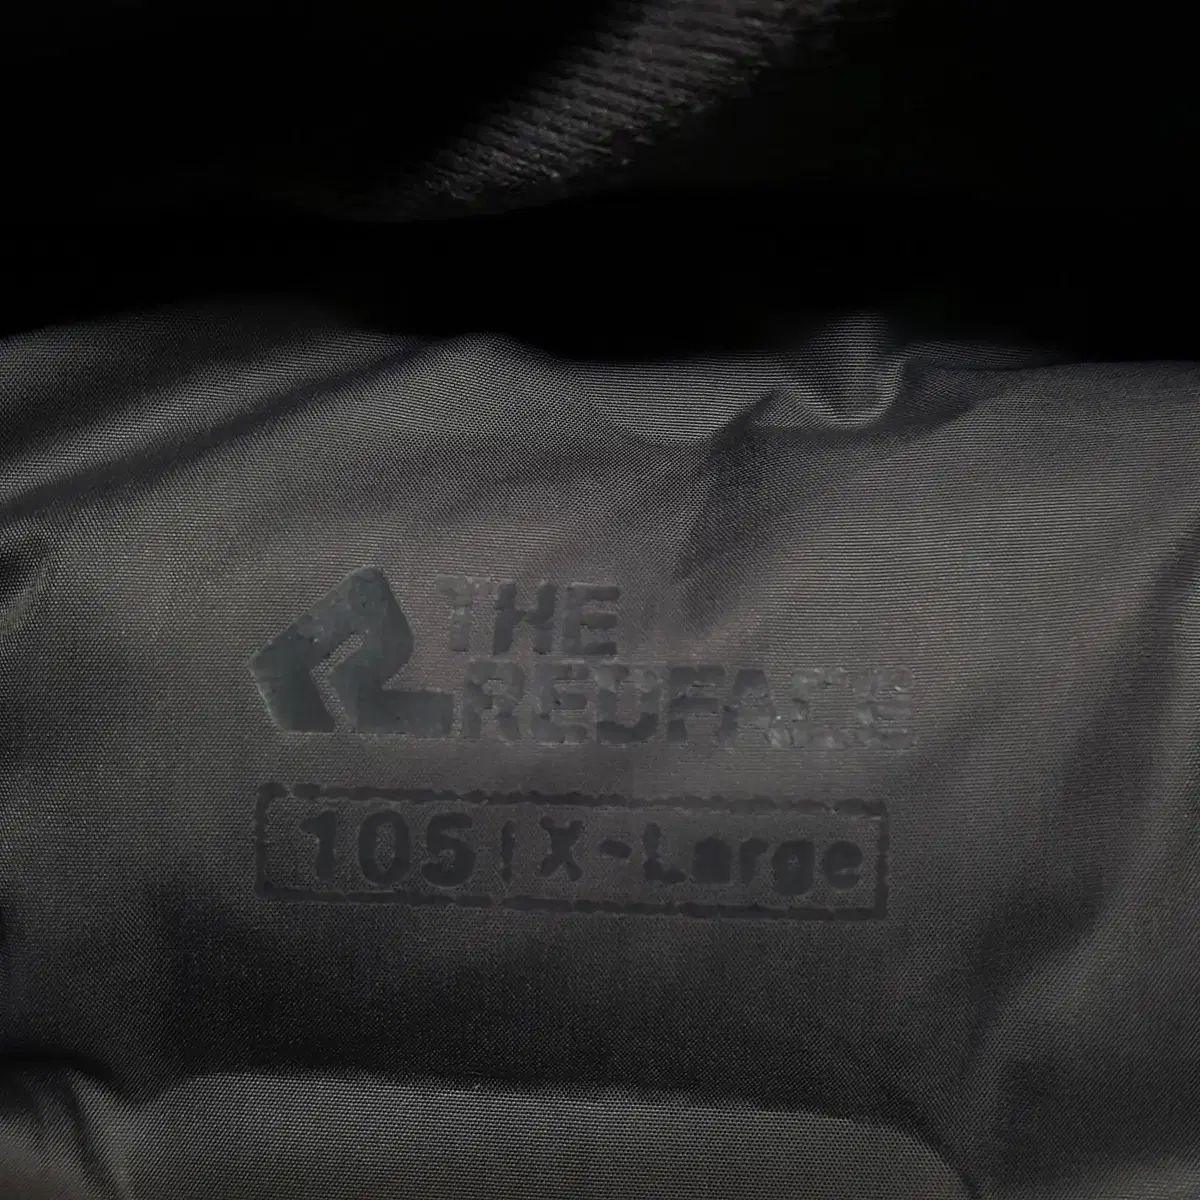 THE
REDFACE
105 | X-Large